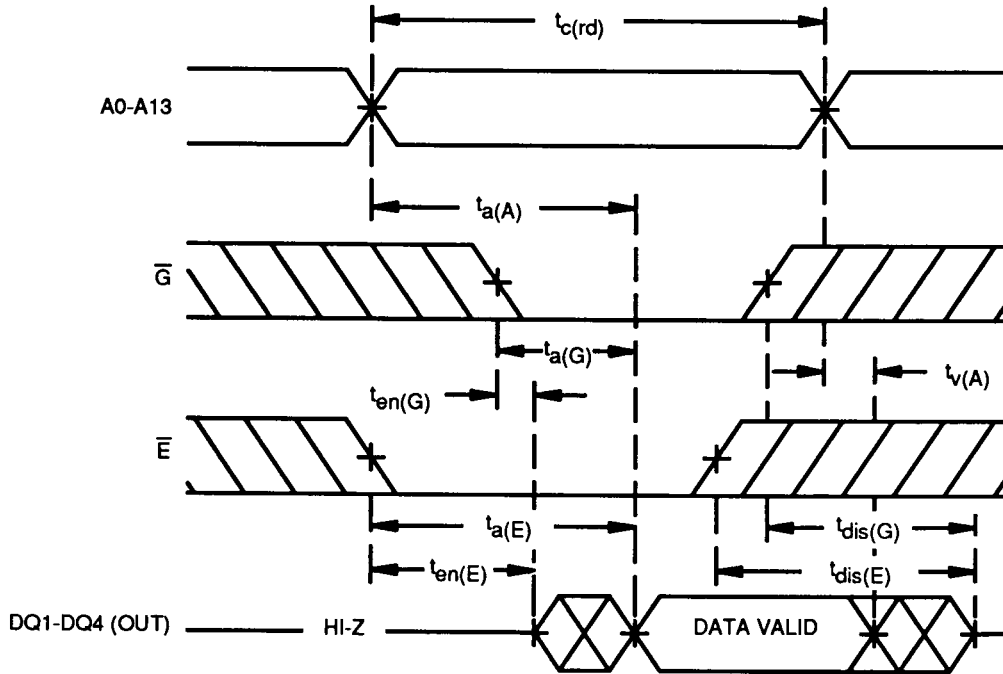 t_c(rd)
A0-A13
t_a(A)
G̅
t_a(G)
t_v(A)
t_en(G)
E̅
t_a(E)
t_dis(G)
t_en(E)
t_dis(E)
DQ1-DQ4 (OUT) HI-Z DATA VALID